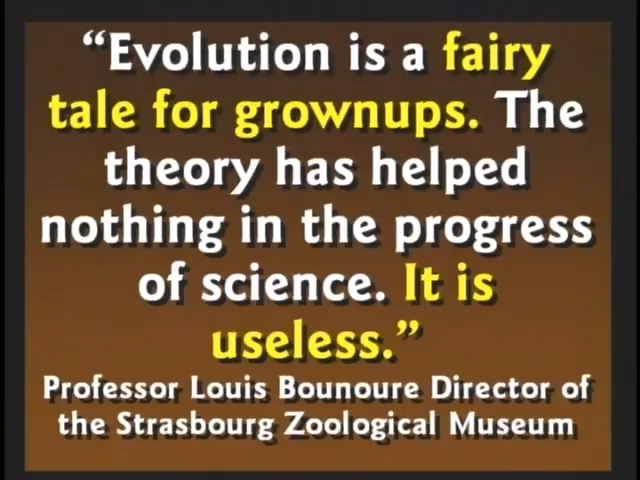 “Evolution is a fairy
tale for grownups. The
theory has helped
nothing in the progress
of science. It is
useless.”
Professor Louis Bounoure Director of
the Strasbourg Zoological Museum